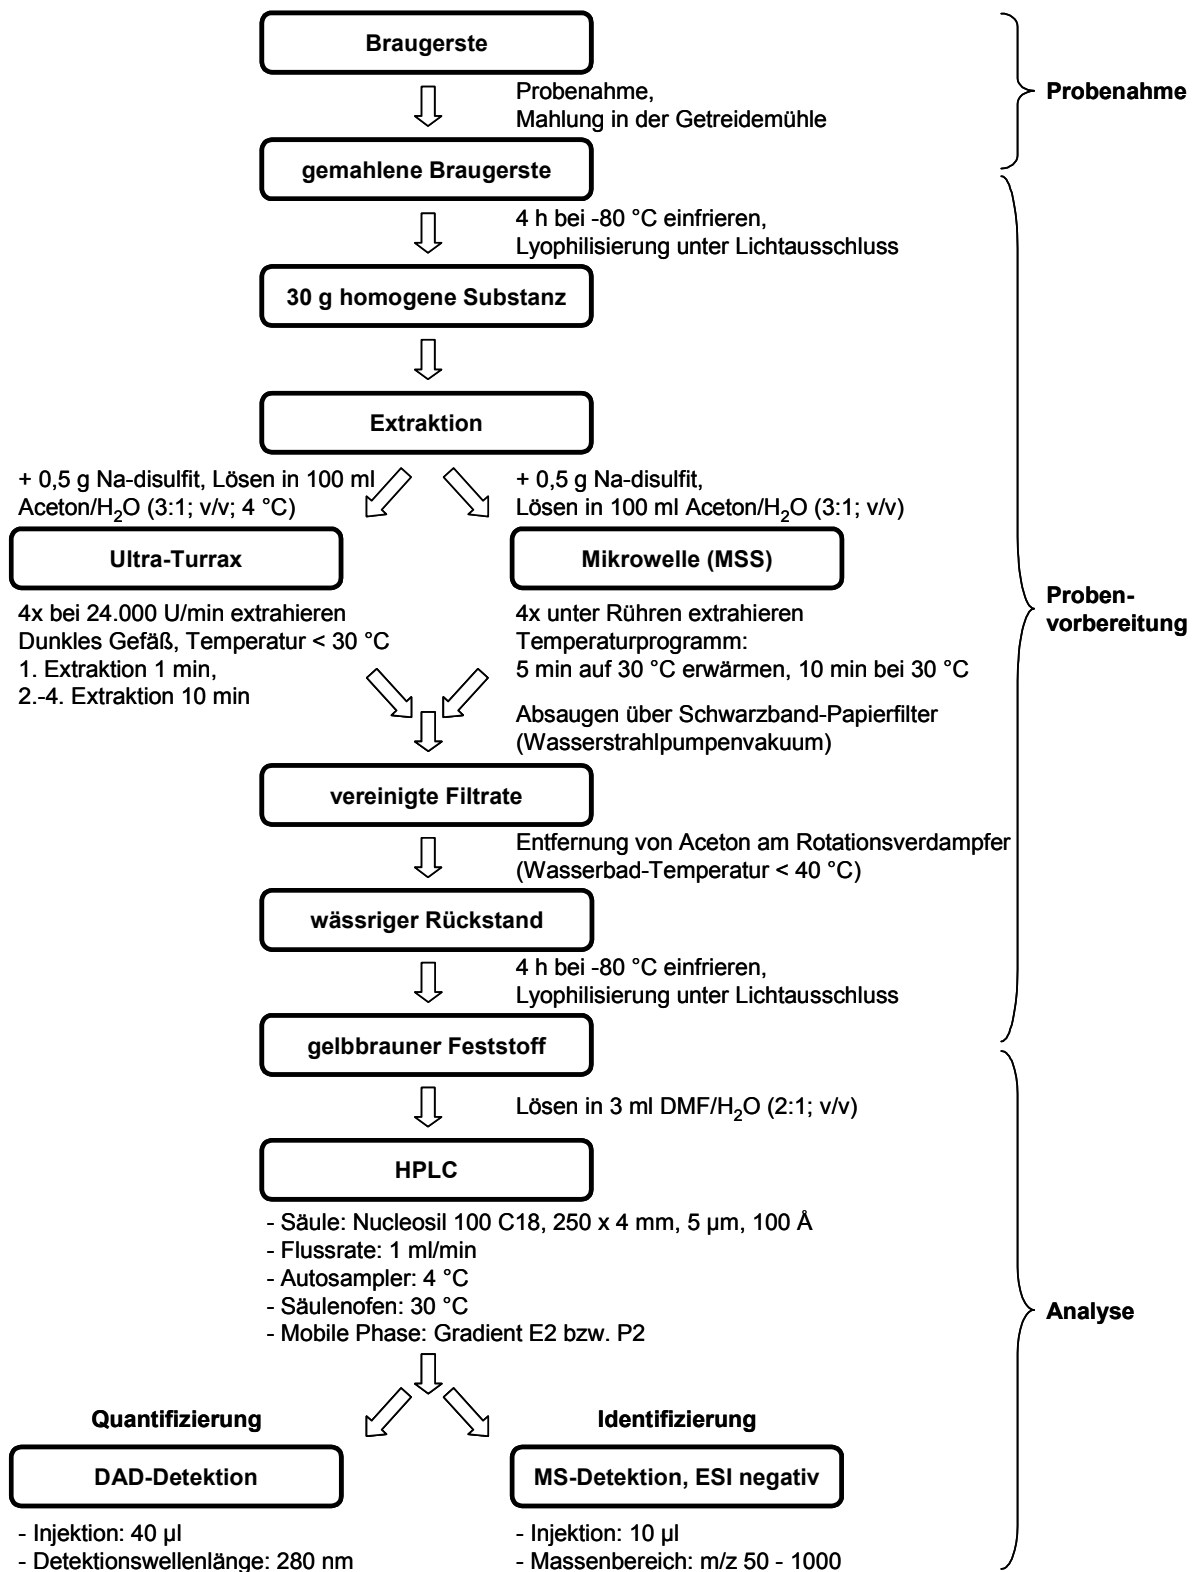 Braugerste
Probenahme,
Mahlung in der Getreidemühle
Probenahme
gemahlene Braugerste
4 h bei -80 °C einfrieren,
Lyophilisierung unter Lichtausschluss
30 g homogene Substanz
Extraktion
+ 0,5 g Na-disulfit, Lösen in 100 ml
Aceton/H₂O (3:1; v/v; 4 °C)
+ 0,5 g Na-disulfit,
Lösen in 100 ml Aceton/H₂O (3:1; v/v)
Ultra-Turrax
Mikrowelle (MSS)
4x bei 24.000 U/min extrahieren
Dunkles Gefäß, Temperatur < 30 °C
1. Extraktion 1 min,
2.-4. Extraktion 10 min
4x unter Rühren extrahieren
Temperaturprogramm:
5 min auf 30 °C erwärmen, 10 min bei 30 °C
Proben-
vorbereitung
Absaugen über Schwarzband-Papierfilter
(Wasserstrahlpumpenvakuum)
vereinigte Filtrate
Entfernung von Aceton am Rotationsverdampfer
(Wasserbad-Temperatur < 40 °C)
wässriger Rückstand
4 h bei -80 °C einfrieren,
Lyophilisierung unter Lichtausschluss
gelbbrauner Feststoff
Lösen in 3 ml DMF/H₂O (2:1; v/v)
HPLC
- Säule: Nucleosil 100 C18, 250 x 4 mm, 5 µm, 100 Å
- Flussrate: 1 ml/min
- Autosampler: 4 °C
- Säulenofen: 30 °C
- Mobile Phase: Gradient E2 bzw. P2
Analyse
Quantifizierung
Identifizierung
DAD-Detektion
MS-Detektion, ESI negativ
- Injektion: 40 µl
- Detektionswellenlänge: 280 nm
- Injektion: 10 µl
- Massenbereich: m/z 50 - 1000